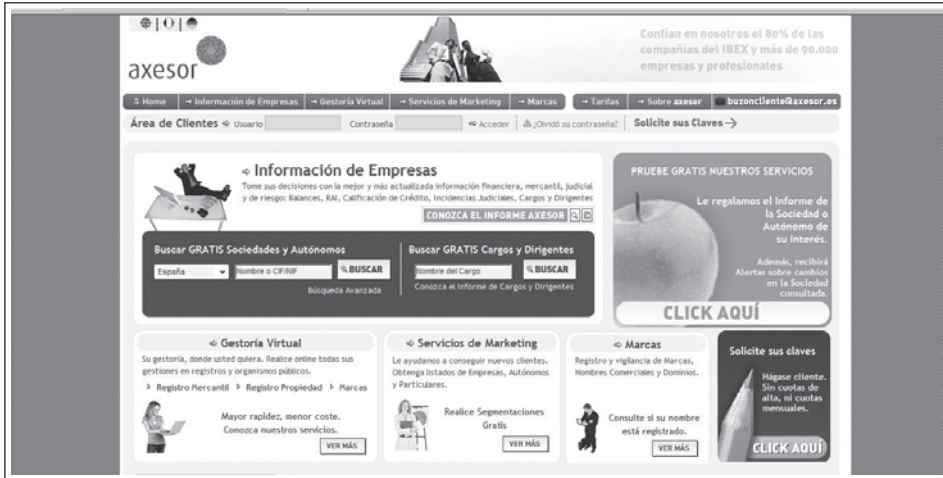 axesor
Confían en nosotros el 80% de las
compañías del IBEX y más de 90.000
empresas y profesionales
Home → Información de Empresas → Gestoría Virtual → Servicios de Marketing → Marcas → Tarifas → Sobre axesor buzoncliente@axesor.es
Área de Clientes Usuario Contraseña Acceder ¿Olvidó su contraseña? Solicite sus Claves →
Información de Empresas
Tome sus decisiones con la mejor y más actualizada información financiera, mercantil, judicial
y de riesgo: Balances, RAI, Calificación de Crédito, Incidencias Judiciales, Cargos y Dirigentes
CONOZCA EL INFORME AXESOR
Buscar GRATIS Sociedades y Autónomos
España Nombre o CIF/NIF BUSCAR
Búsqueda Avanzada
Buscar GRATIS Cargos y Dirigentes
Nombre del Cargo BUSCAR
Conozca el Informe de Cargos y Dirigentes
PRUEBE GRATIS NUESTROS SERVICIOS
Le regalamos el Informe de
la Sociedad o
Autónomo de
su Interés.
Además, recibirá
Alertas sobre cambios
en la Sociedad
consultada.
CLICK AQUÍ
Gestoría Virtual
Su gestoría, donde usted quiera. Realice online todas sus
gestiones en registros y organismos públicos.
Registro Mercantil Registro Propiedad Marcas
Mayor rapidez, menor coste.
Conozca nuestros servicios.
VER MÁS
Servicios de Marketing
Le ayudamos a conseguir nuevos clientes.
Obtenga listados de Empresas, Autónomos
y Particulares.
Realice Segmentaciones
Gratis
VER MÁS
Marcas
Registro y vigilancia de Marcas,
Nombres Comerciales y Dominios.
Consulte si su nombre
está registrado.
VER MÁS
Solicite sus claves
Hágase cliente.
Sin cuotas de
alta, ni cuotas
mensuales.
CLICK AQUÍ